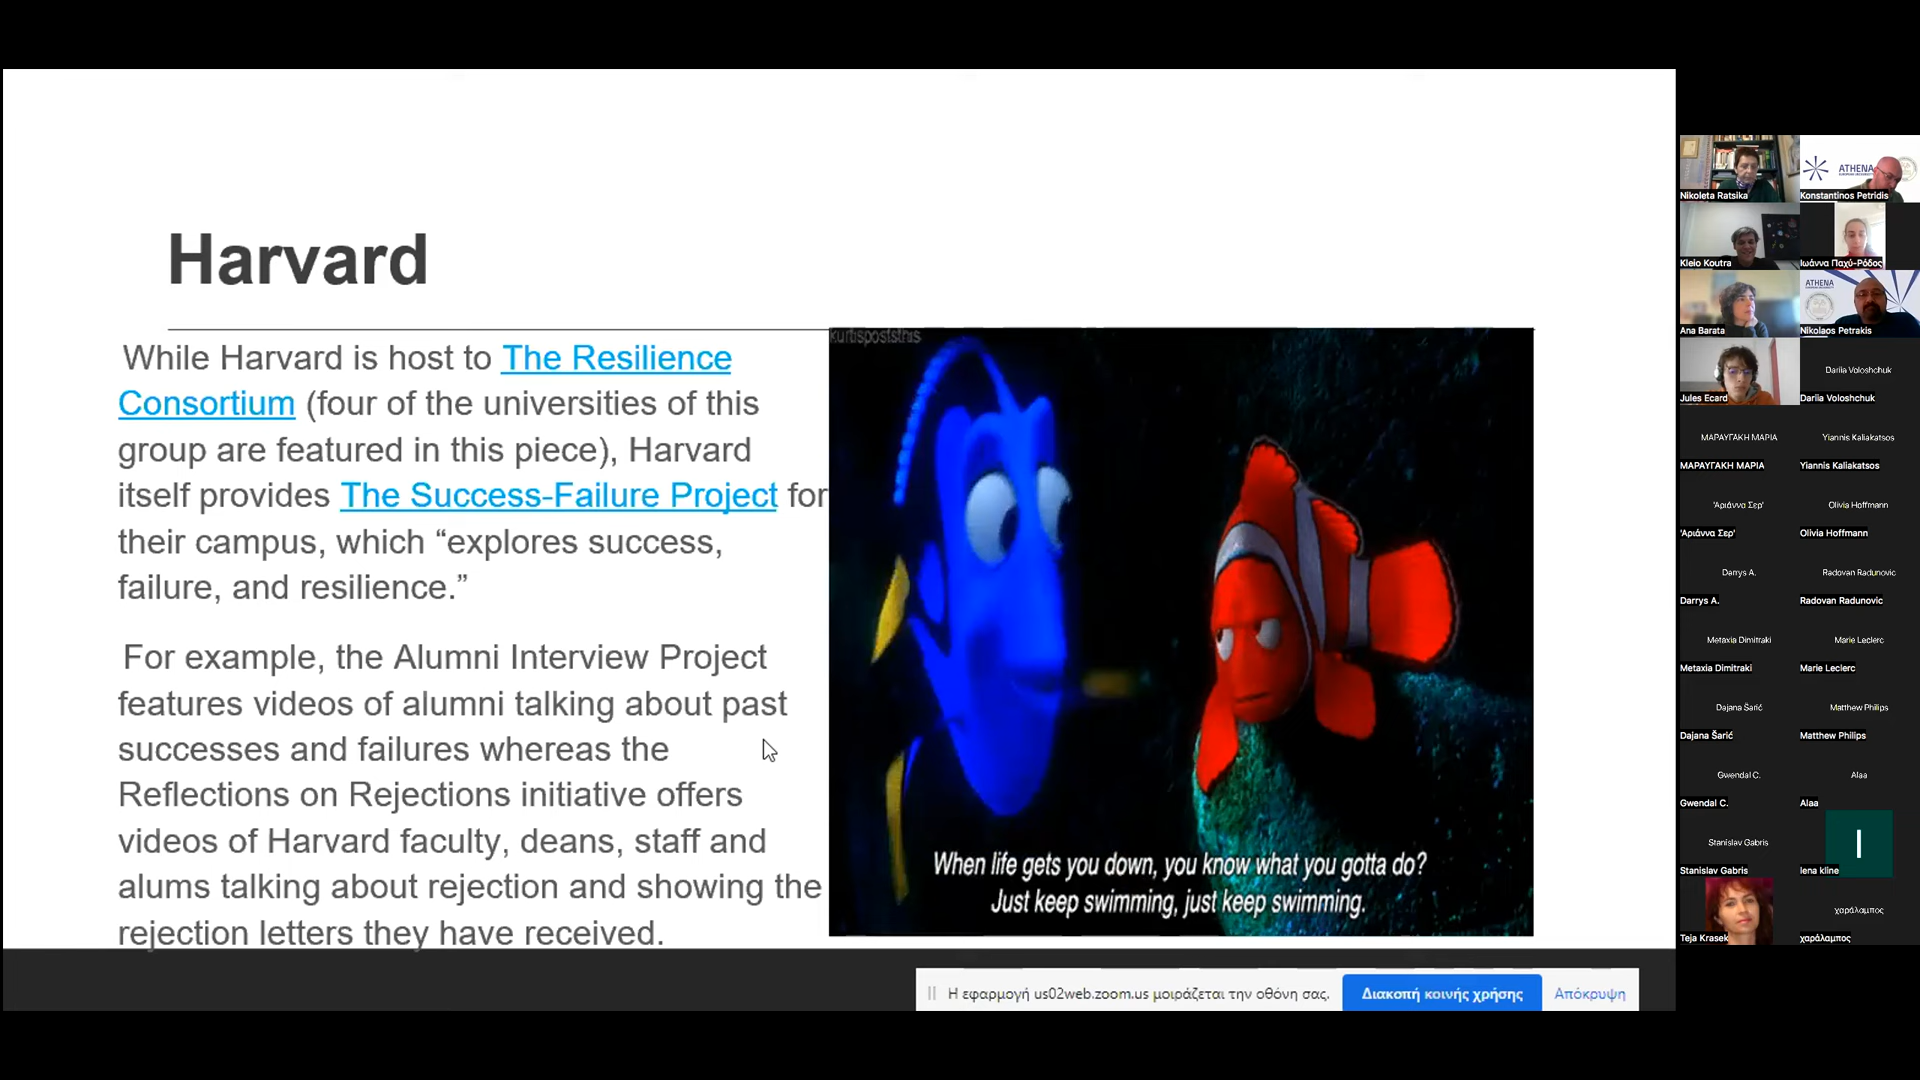 Harvard
While Harvard is host to The Resilience
Consortium (four of the universities of this
group are featured in this piece), Harvard
itself provides The Success-Failure Project for
their campus, which “explores success,
failure, and resilience.”
For example, the Alumni Interview Project
features videos of alumni talking about past
successes and failures whereas the
Reflections on Rejections initiative offers
videos of Harvard faculty, deans, staff and
alums talking about rejection and showing the
rejection letters they have received.
kurtispoststhis
When life gets you down, you know what you gotta do?
Just keep swimming, just keep swimming.
Η εφαρμογή us02web.zoom.us μοιράζεται την οθόνη σας.
Διακοπή κοινής χρήσης
Απόκρυψη
Nikoleta Ratsika
ATHENA
Konstantinos Petridis
Kleio Koutra
Ιωάννα Παχύ-Ρόδος
Ana Barata
ATHENA
Nikolaos Petrakis
Jules Ecard
Dariia Voloshchuk
Dariia Voloshchuk
ΜΑΡΑΥΓΑΚΗ ΜΑΡΙΑ
ΜΑΡΑΥΓΑΚΗ ΜΑΡΙΑ
Yiannis Kaliakatsos
Yiannis Kaliakatsos
'Αριάννα Σερ'
'Αριάννα Σερ'
Olivia Hoffmann
Olivia Hoffmann
Darrys A.
Darrys A.
Radovan Radunovic
Radovan Radunovic
Metaxia Dimitraki
Metaxia Dimitraki
Marie Leclerc
Marie Leclerc
Dajana Šarić
Dajana Šarić
Matthew Philips
Matthew Philips
Gwendal C.
Gwendal C.
Alaa
Alaa
Stanislav Gabris
Stanislav Gabris
l
lena kline
Teja Krasek
χαράλαμπος
χαράλαμπος